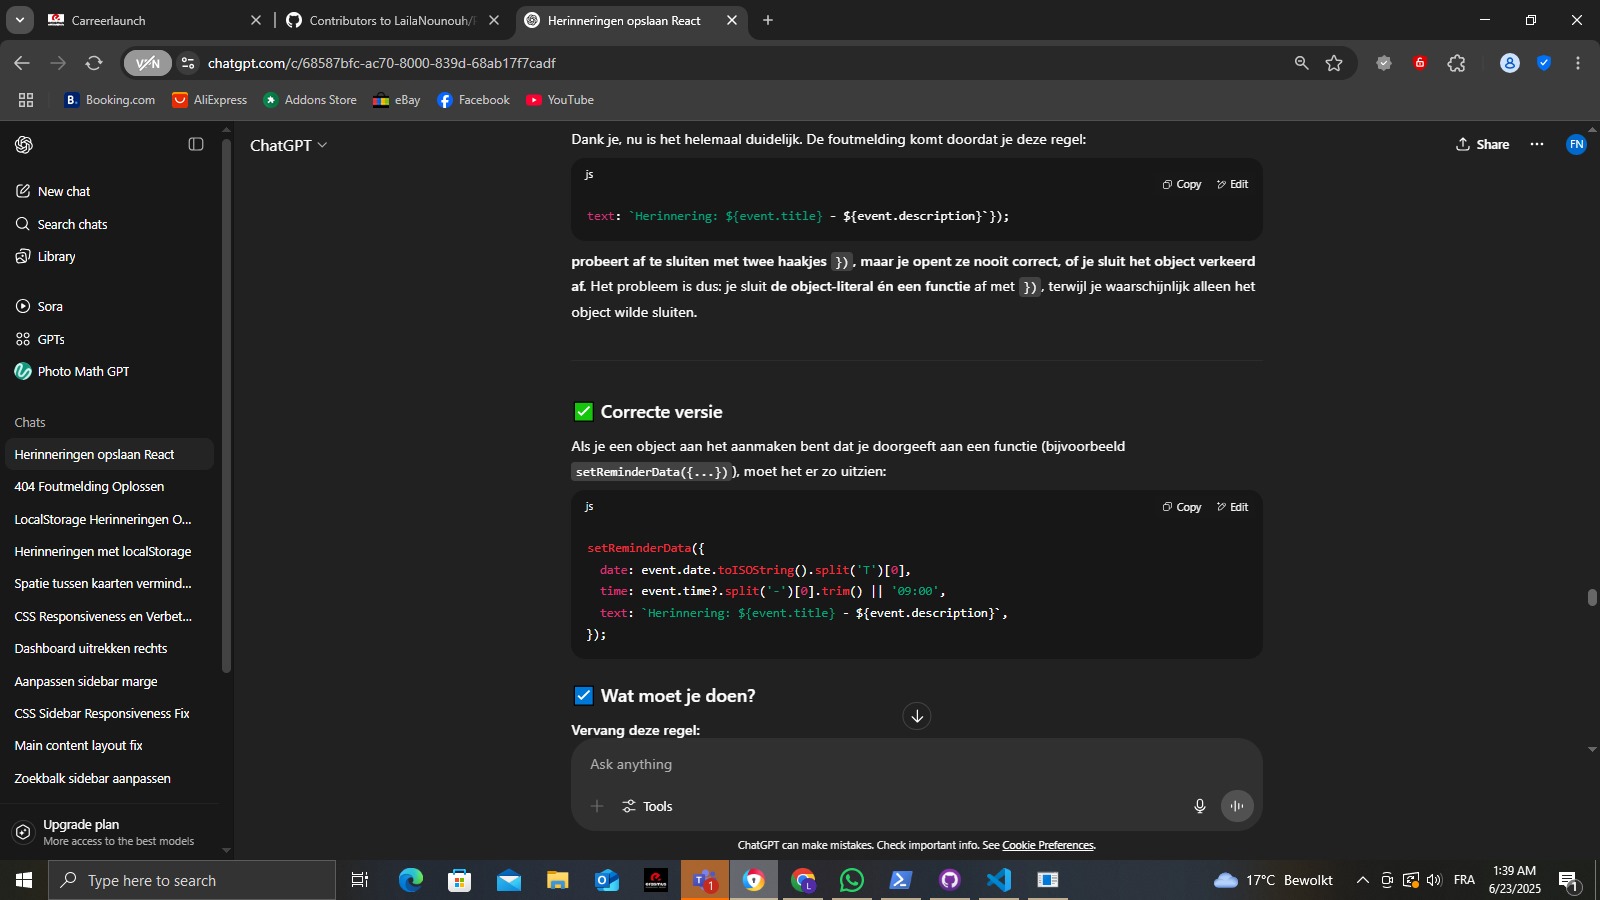 Carreerlaunch
Contributors to LailaNounouh/
Herinneringen opslaan React
VPN
chatgpt.com/c/68587bfc-ac70-8000-839d-68ab17f7cadf
Booking.com
AliExpress
Addons Store
eBay
Facebook
YouTube
ChatGPT
Share
FN
New chat
Search chats
Library
Sora
GPTs
Photo Math GPT
Chats
Herinneringen opslaan React
404 Foutmelding Oplossen
LocalStorage Herinneringen O...
Herinneringen met localStorage
Spatie tussen kaarten vermind...
CSS Responsiveness en Verbet...
Dashboard uitrekken rechts
Aanpassen sidebar marge
CSS Sidebar Responsiveness Fix
Main content layout fix
Zoekbalk sidebar aanpassen
Upgrade plan
More access to the best models
Dank je, nu is het helemaal duidelijk. De foutmelding komt doordat je deze regel:
js
Copy
Edit
text: `Herinnering: ${event.title} - ${event.description}`});
probeert af te sluiten met twee haakjes }), maar je opent ze nooit correct, of je sluit het object verkeerd
af. Het probleem is dus: je sluit de object-literal én een functie af met }), terwijl je waarschijnlijk alleen het
object wilde sluiten.
✅ Correcte versie
Als je een object aan het aanmaken bent dat je doorgeeft aan een functie (bijvoorbeeld
setReminderData({...})), moet het er zo uitzien:
js
Copy
Edit
setReminderData({
date: event.date.toISOString().split('T')[0],
time: event.time?.split('-')[0].trim() || '09:00',
text: `Herinnering: ${event.title} - ${event.description}`,
});
☑ Wat moet je doen?
Vervang deze regel:
Ask anything
Tools
ChatGPT can make mistakes. Check important info. See Cookie Preferences.
Type here to search
1
L
17°C Bewolkt
FRA
1:39 AM
6/23/2025
1